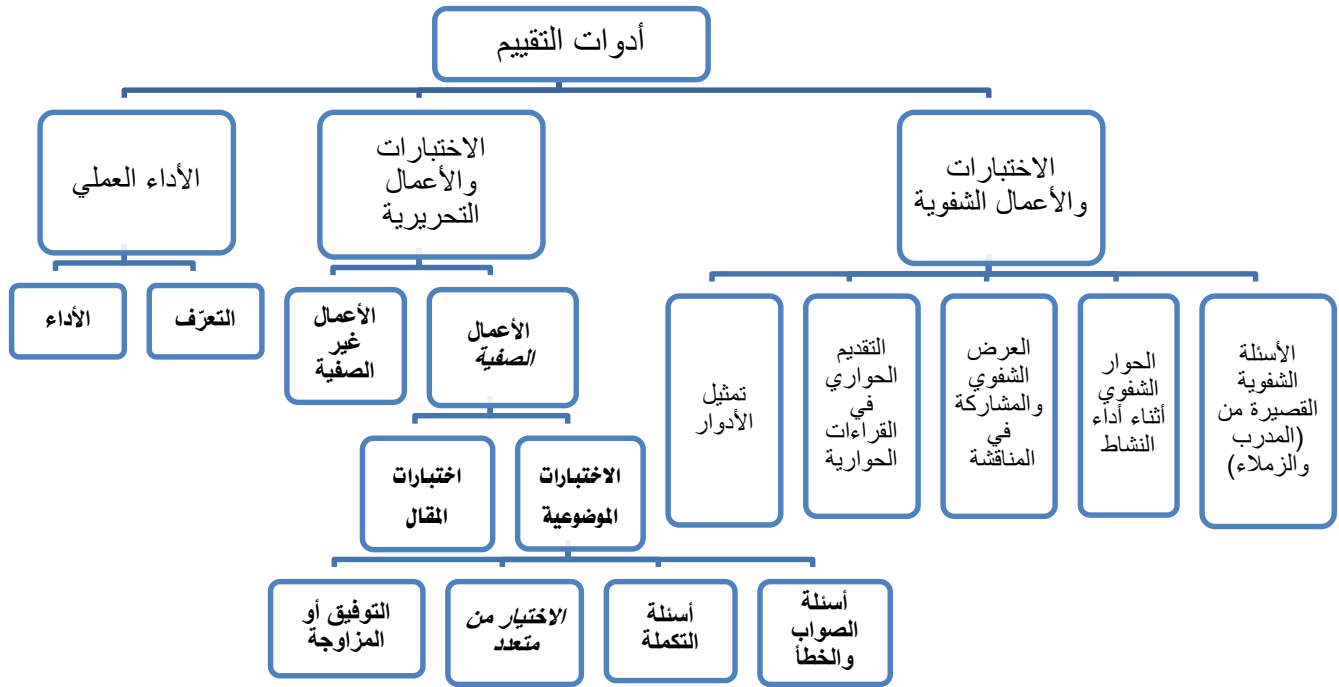 أدوات التقييم
الاختبارات
والأعمال الشفوية
الاختبارات
والأعمال
التحريرية
الأداء العملي
الأسئلة
الشفوية
القصيرة من
(المدرب
والزملاء)
الحوار
الشفوي
أثناء أداء
النشاط
العرض
الشفوي
والمشاركة
في
المناقشة
التقديم
الحواري
في
القراءات
الحوارية
تمثيل
الأدوار
الأعمال
الصفية
الأعمال
غير
الصفية
التعرّف
الأداء
الاختبارات
الموضوعية
اختبارات
المقال
أسئلة
الصواب
والخطأ
أسئلة
التكملة
الاختيار من
متعدد
التوفيق أو
المزاوجة